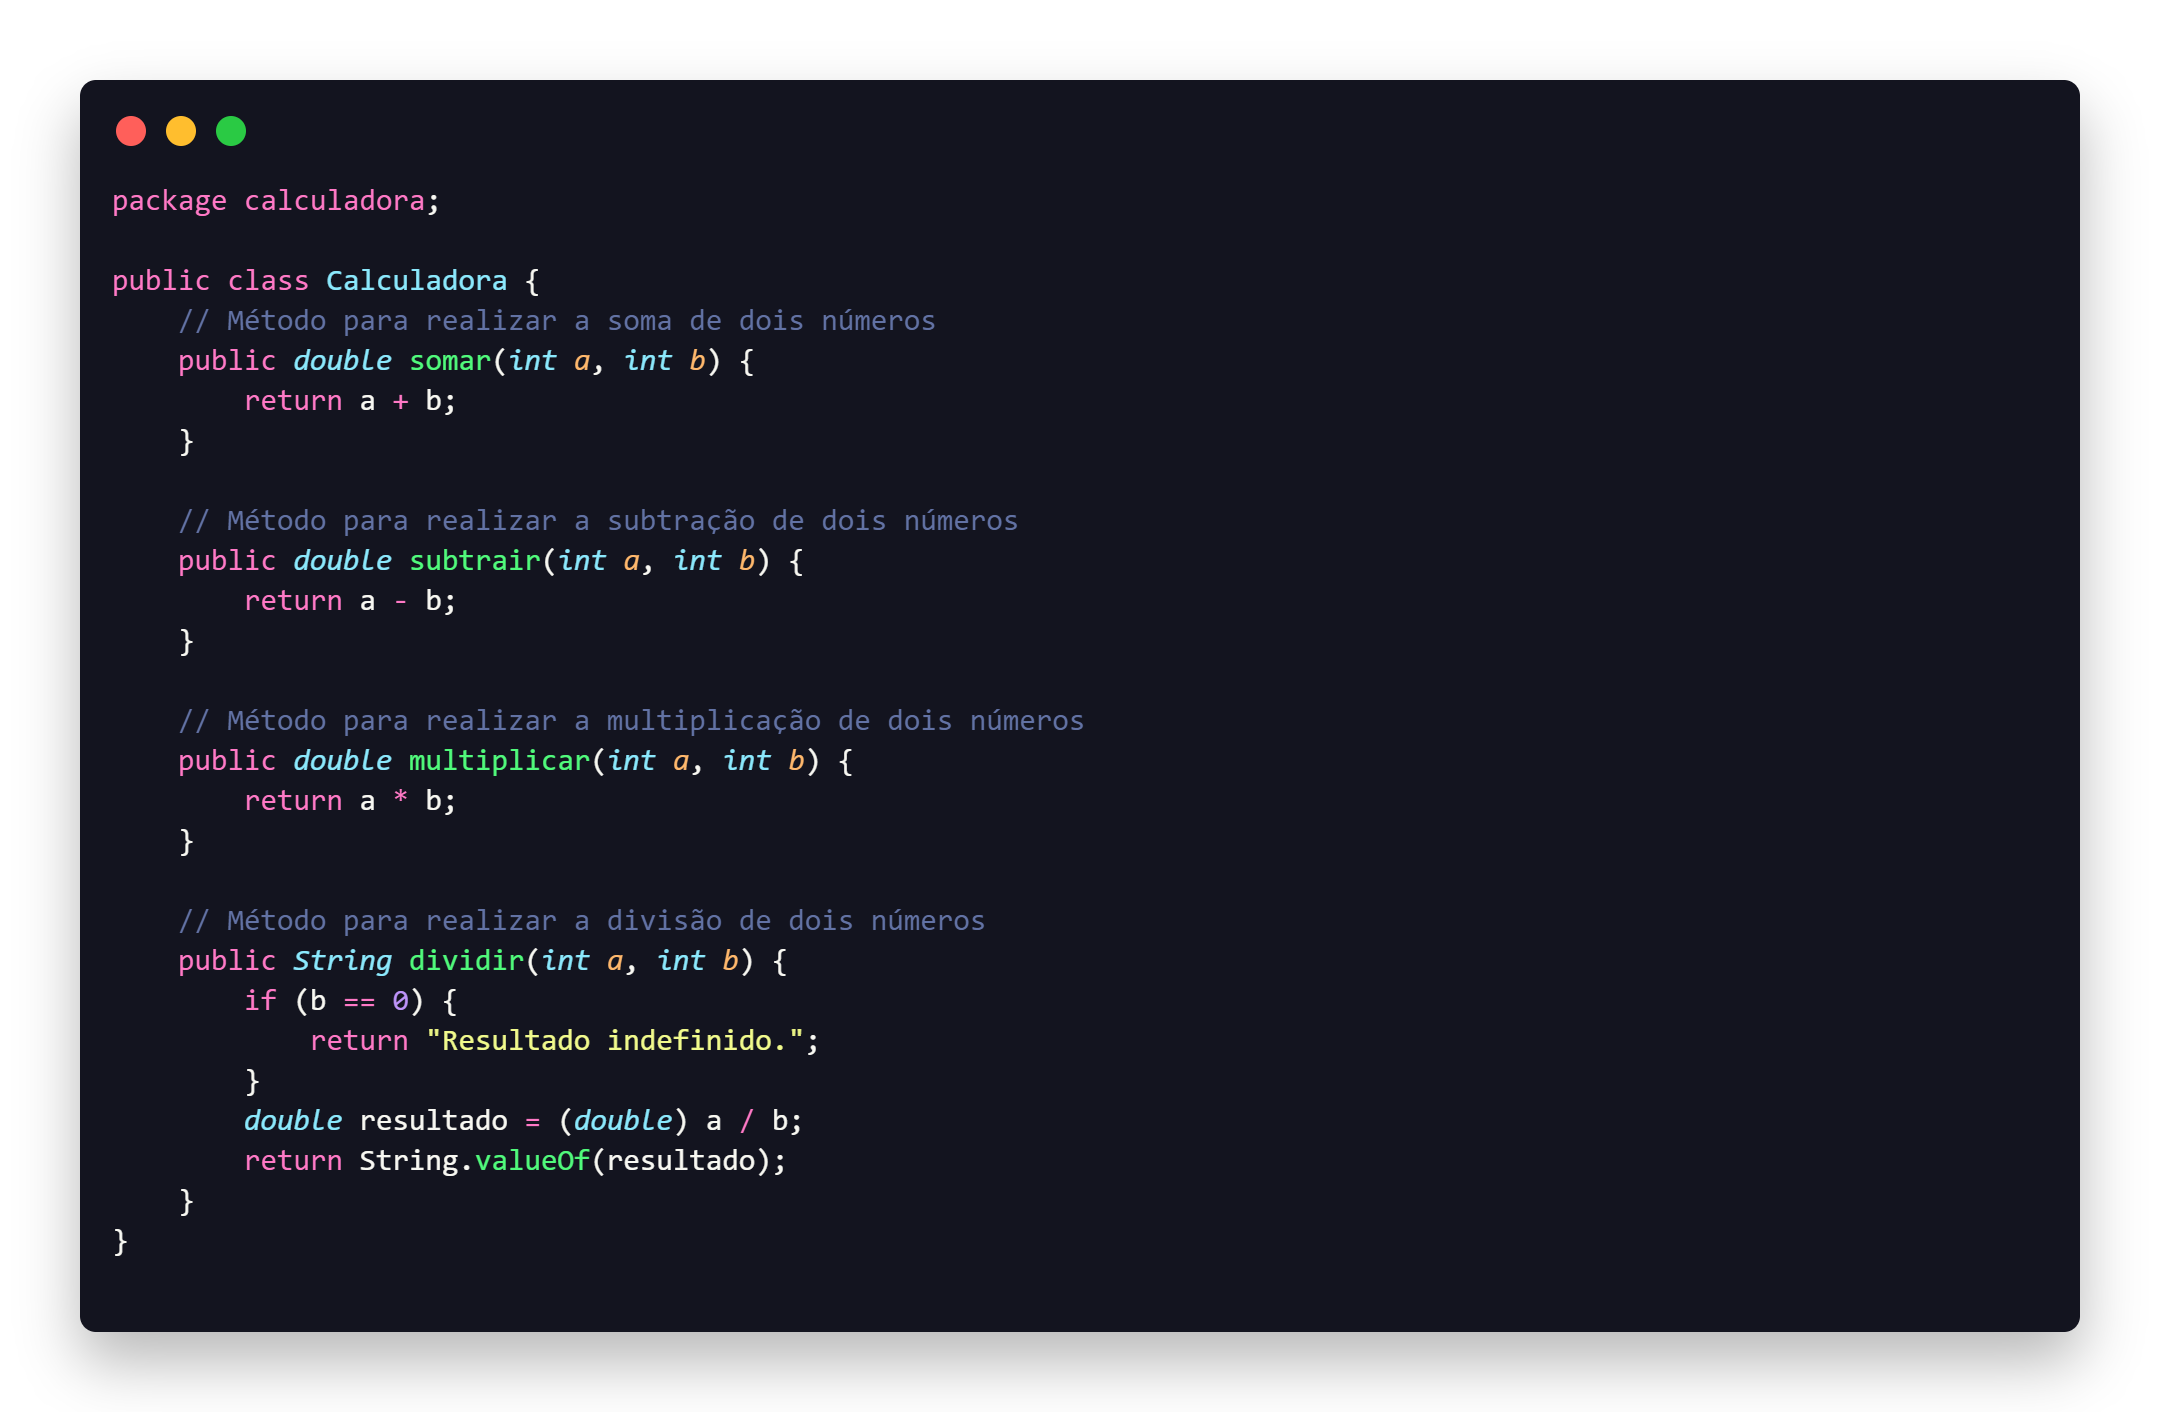 package calculadora;

public class Calculadora {
    // Método para realizar a soma de dois números
    public double somar(int a, int b) {
        return a + b;
    }

    // Método para realizar a subtração de dois números
    public double subtrair(int a, int b) {
        return a - b;
    }

    // Método para realizar a multiplicação de dois números
    public double multiplicar(int a, int b) {
        return a * b;
    }

    // Método para realizar a divisão de dois números
    public String dividir(int a, int b) {
        if (b == 0) {
            return "Resultado indefinido.";
        }
        double resultado = (double) a / b;
        return String.valueOf(resultado);
    }
}